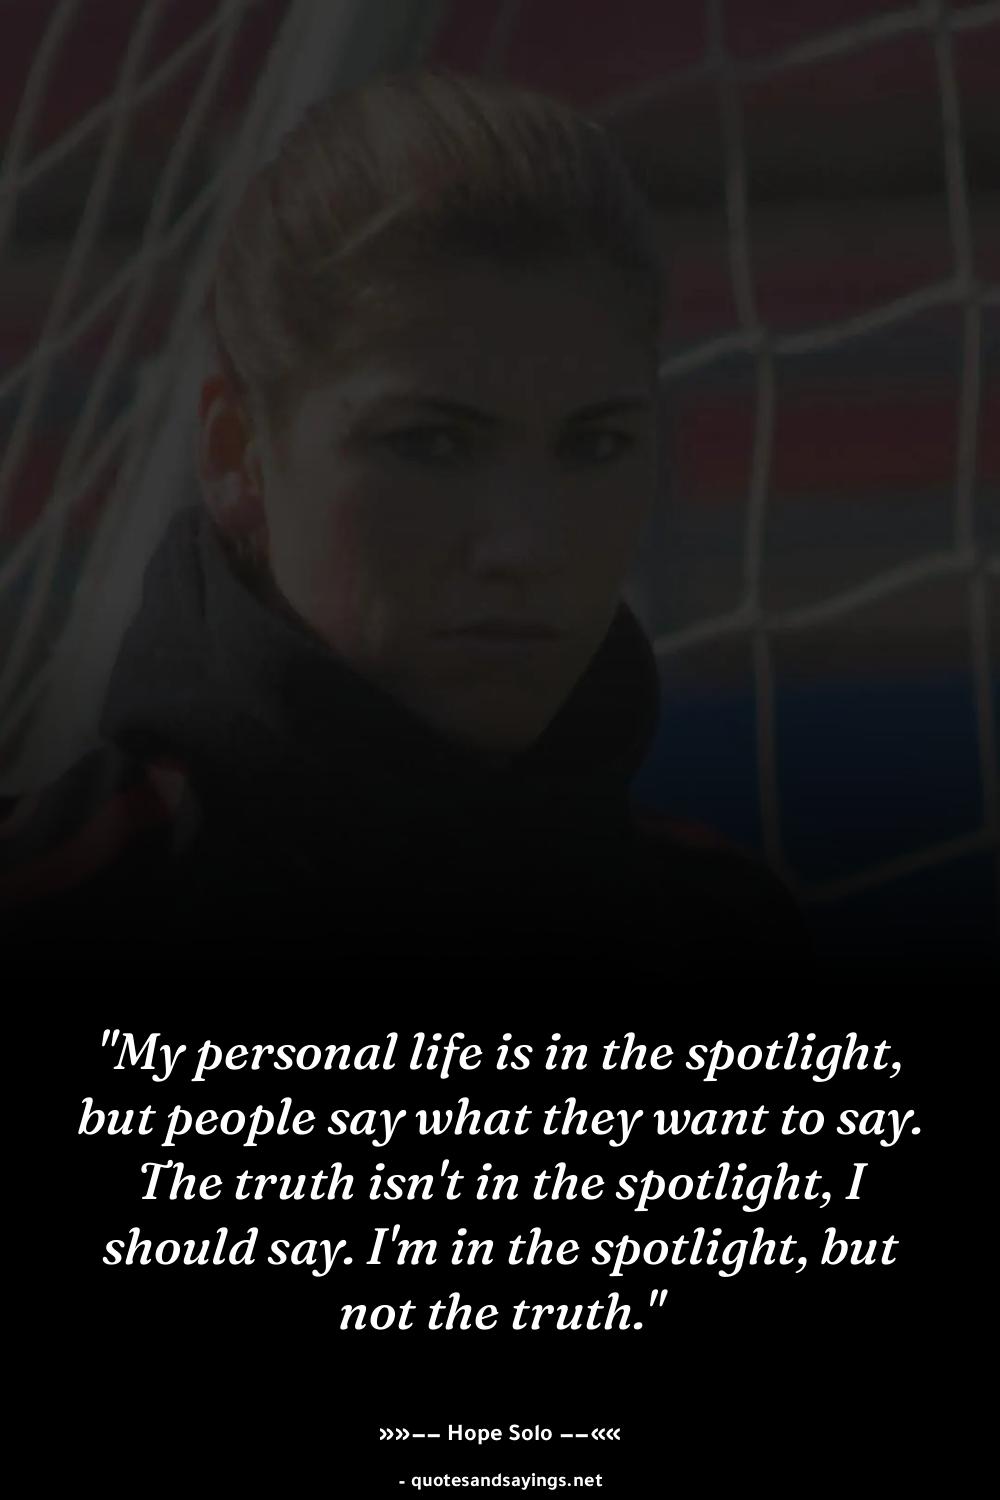 "My personal life is in the spotlight,
but people say what they want to say.
The truth isn't in the spotlight, I
should say. I'm in the spotlight, but
not the truth."
»»−− Hope Solo −−««
- quotesandsayings.net